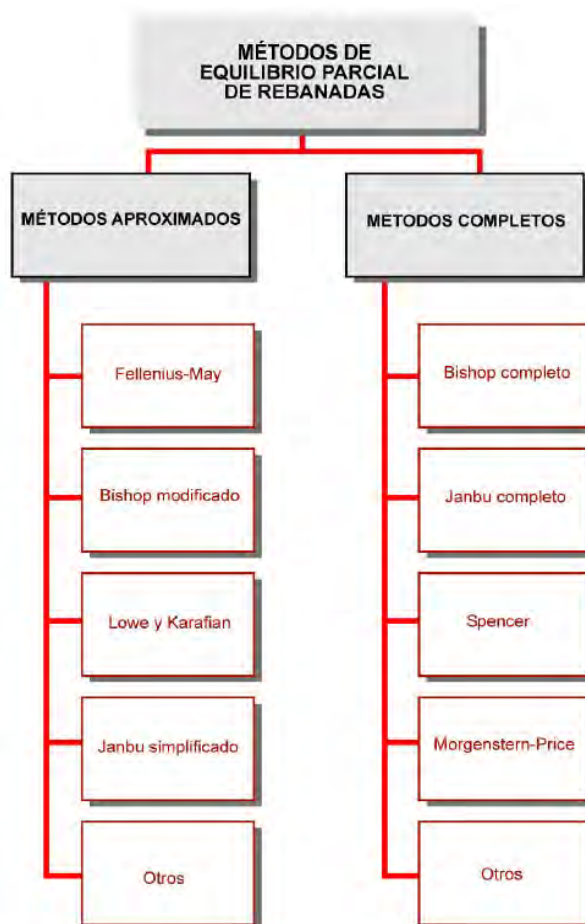 MÉTODOS DE
EQUILIBRIO PARCIAL
DE REBANADAS
MÉTODOS APROXIMADOS
Fellenius-May
Bishop modificado
Lowe y Karafian
Janbu simplificado
Otros
METODOS COMPLETOS
Bishop completo
Janbu completo
Spencer
Morgenstern-Price
Otros